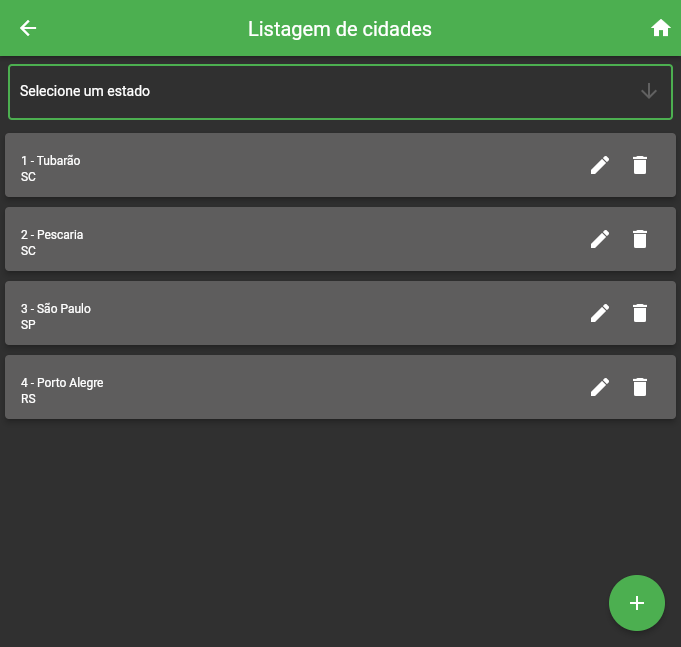 Listagem de cidades
Selecione um estado
1 - Tubarão
SC
2 - Pescaria
SC
3 - São Paulo
SP
4 - Porto Alegre
RS